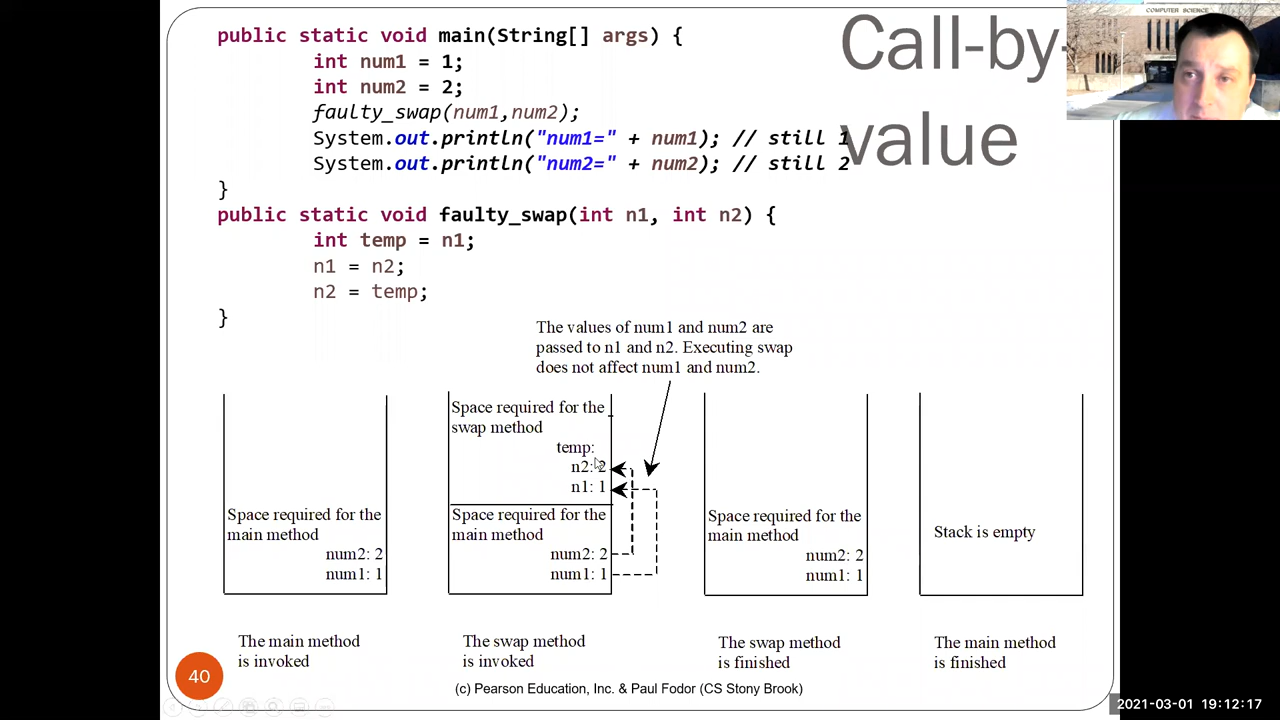 public static void main(String[] args) {
int num1 = 1;
int num2 = 2;
faulty_swap(num1,num2);
System.out.println("num1=" + num1); // still 1
System.out.println("num2=" + num2); // still 2
}
public static void faulty_swap(int n1, int n2) {
int temp = n1;
n1 = n2;
n2 = temp;
}
Call-by-
value
COMPUTER SCIENCE
The values of num1 and num2 are
passed to n1 and n2. Executing swap
does not affect num1 and num2.
Space required for the
main method
num2: 2
num1: 1
The main method
is invoked
Space required for the
swap method
temp:
n2: 2
n1: 1
Space required for the
main method
num2: 2
num1: 1
The swap method
is invoked
Space required for the
main method
num2: 2
num1: 1
The swap method
is finished
Stack is empty
The main method
is finished
40
(c) Pearson Education, Inc. & Paul Fodor (CS Stony Brook)
2021-03-01 19:12:17